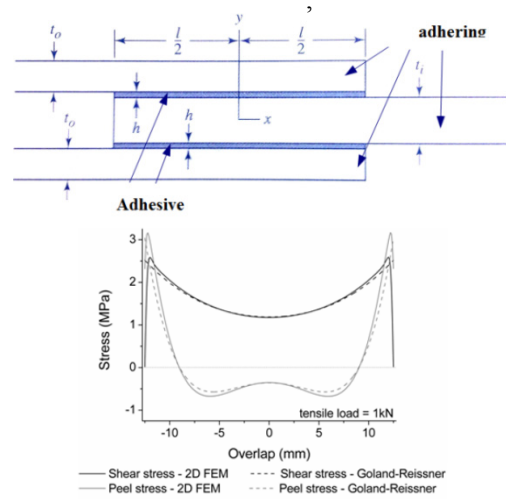 ,
y
l/2 l/2
adhering
t_o
t_i
h h
x
t_o
Adhesive
3
2
1
0
-1
Stress (MPa)
tensile load = 1kN
-10 -5 0 5 10
Overlap (mm)
Shear stress - 2D FEM Shear stress - Goland-Reissner
Peel stress - 2D FEM Peel stress - Goland-Reissner